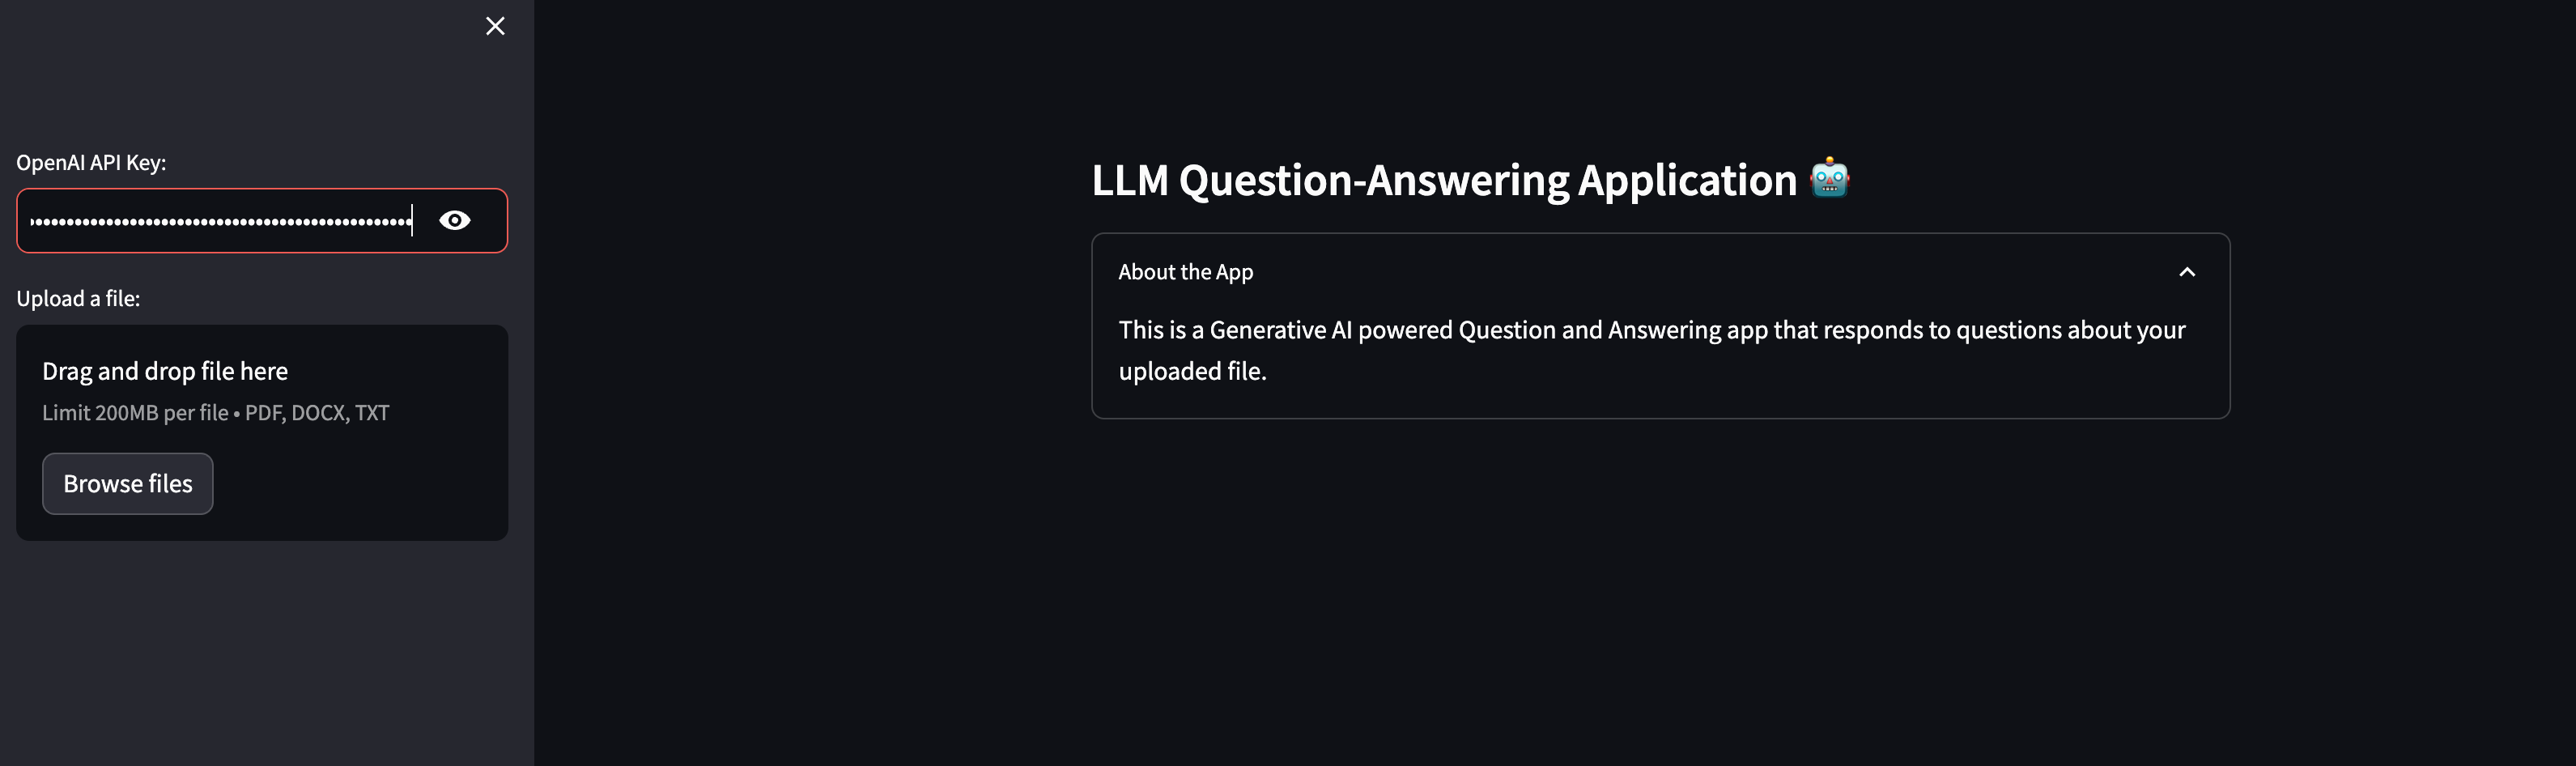 OpenAI API Key:
••••••••••••••••••••••••••••••••••••••••••••••••
Upload a file:
Drag and drop file here
Limit 200MB per file • PDF, DOCX, TXT
Browse files
LLM Question-Answering Application 🤖
About the App
This is a Generative AI powered Question and Answering app that responds to questions about your
uploaded file.